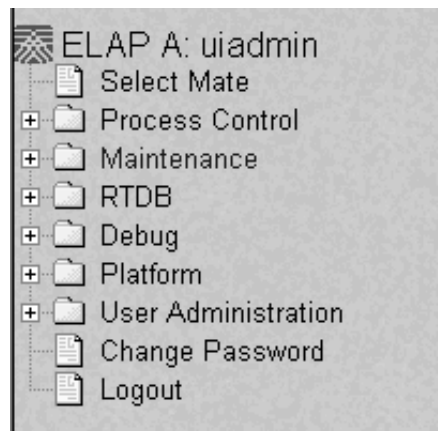 ELAP A: uiadmin
Select Mate
Process Control
Maintenance
RTDB
Debug
Platform
User Administration
Change Password
Logout